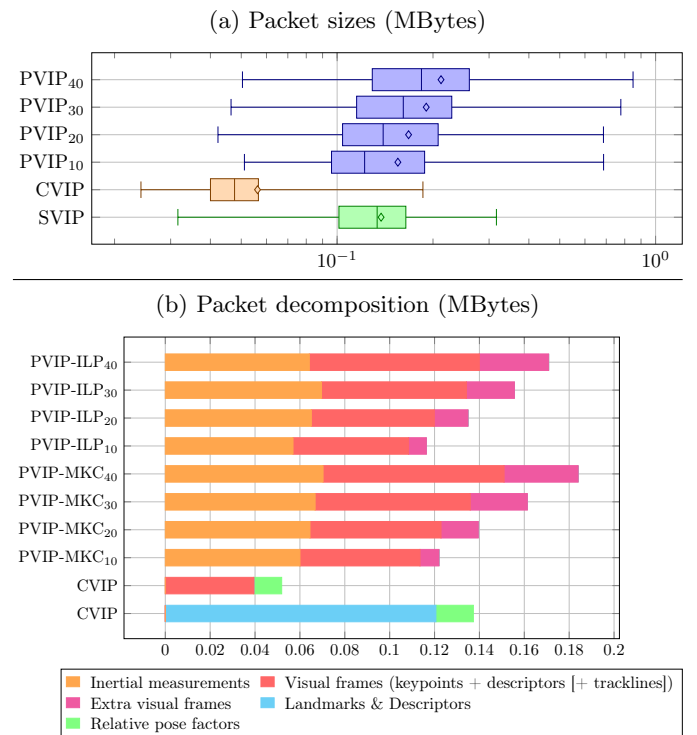 (a) Packet sizes (MBytes)
PVIP₄₀
PVIP₃₀
PVIP₂₀
PVIP₁₀
CVIP
SVIP
10⁻¹ 10⁰
(b) Packet decomposition (MBytes)
PVIP-ILP₄₀
PVIP-ILP₃₀
PVIP-ILP₂₀
PVIP-ILP₁₀
PVIP-MKC₄₀
PVIP-MKC₃₀
PVIP-MKC₂₀
PVIP-MKC₁₀
CVIP
CVIP
0 0.02 0.04 0.06 0.08 0.1 0.12 0.14 0.16 0.18 0.2
Inertial measurements Visual frames (keypoints + descriptors [+ tracklines])
Extra visual frames Landmarks & Descriptors
Relative pose factors